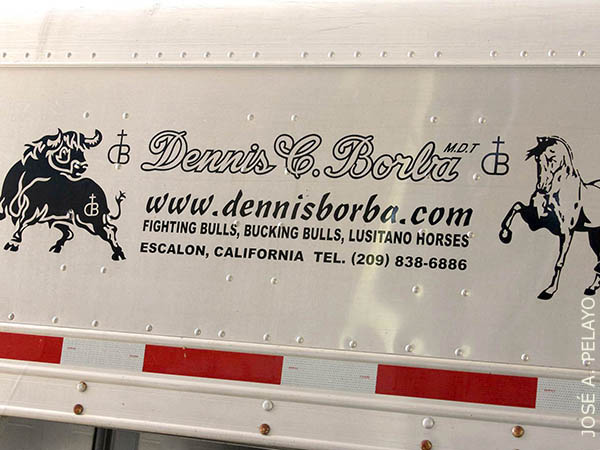 Dennis C. Borba M.D.T
www.dennisborba.com
FIGHTING BULLS, BUCKING BULLS, LUSITANO HORSES
ESCALON, CALIFORNIA TEL. (209) 838-6886
JOSÉ A. PELAYO